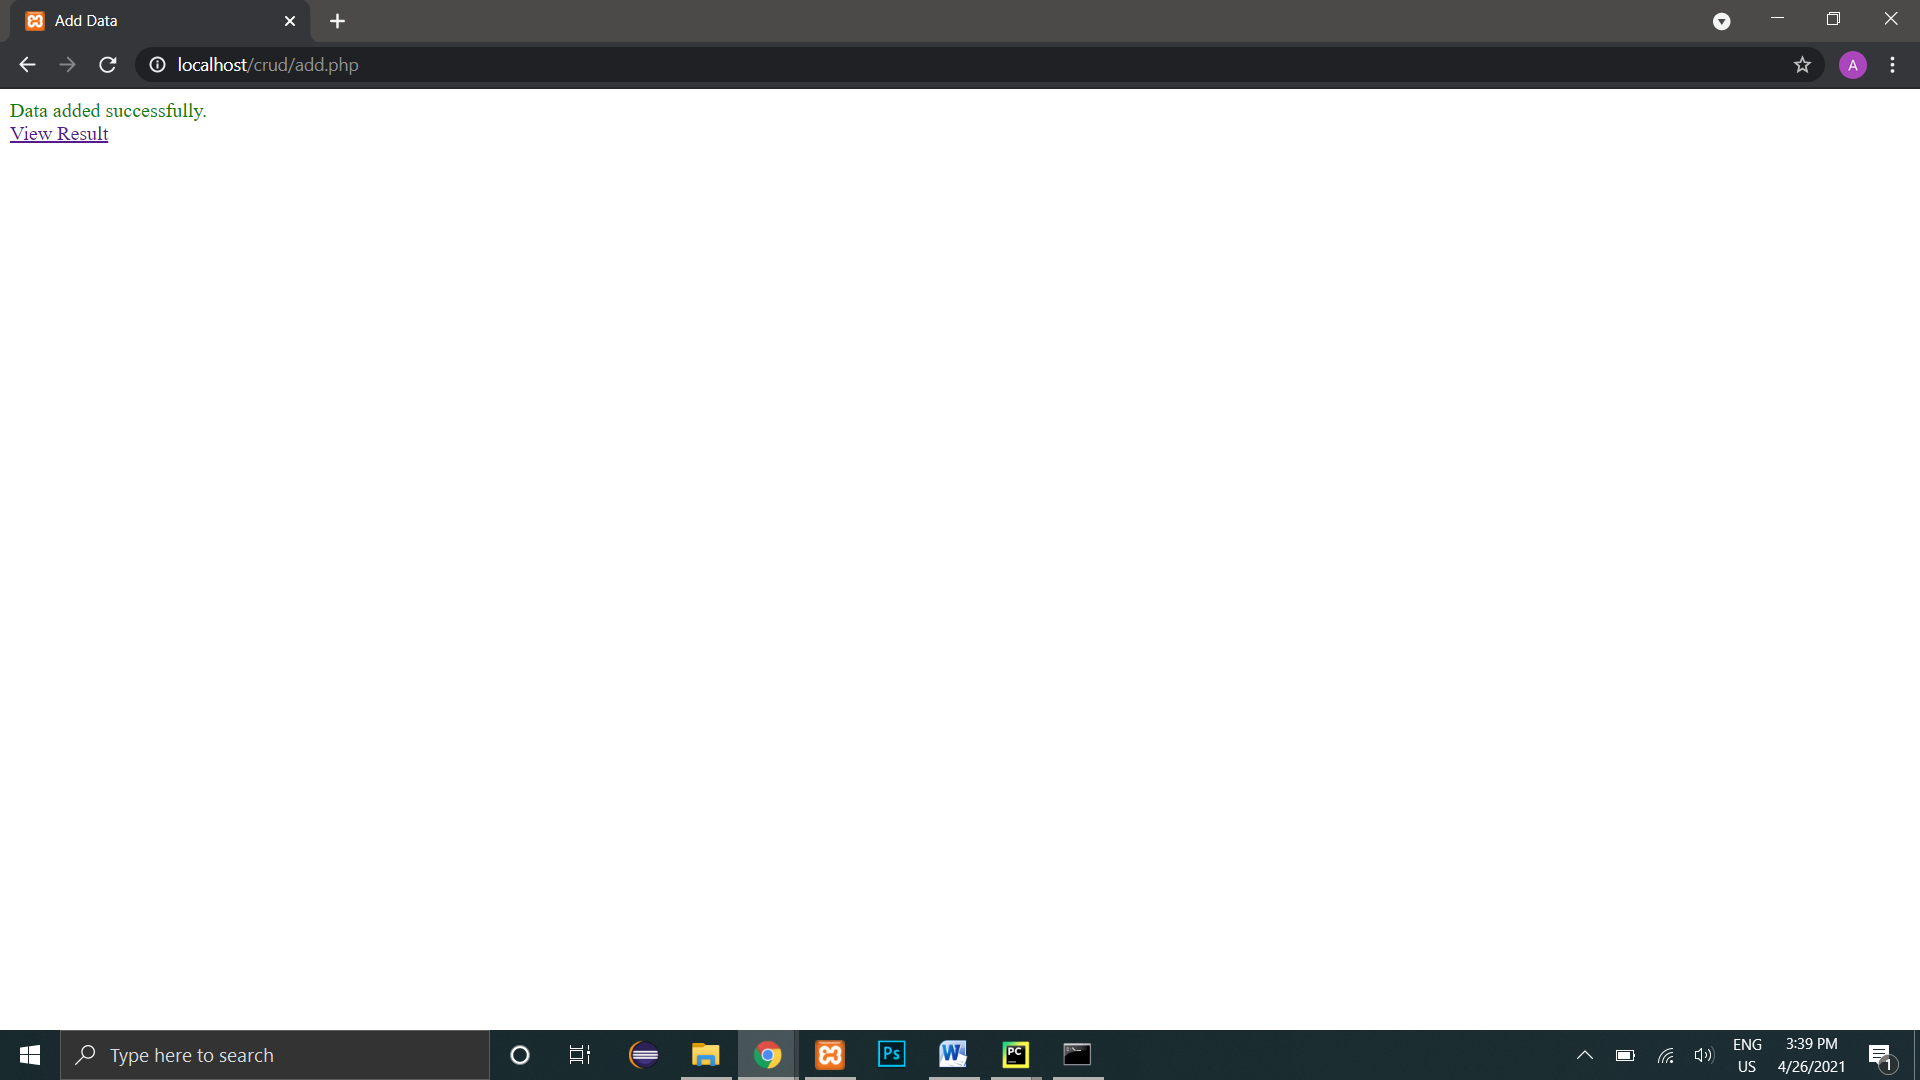 Add Data
localhost/crud/add.php
A
Data added successfully.
View Result
Type here to search
Ps
W
PC
ENG
US
3:39 PM
4/26/2021
1